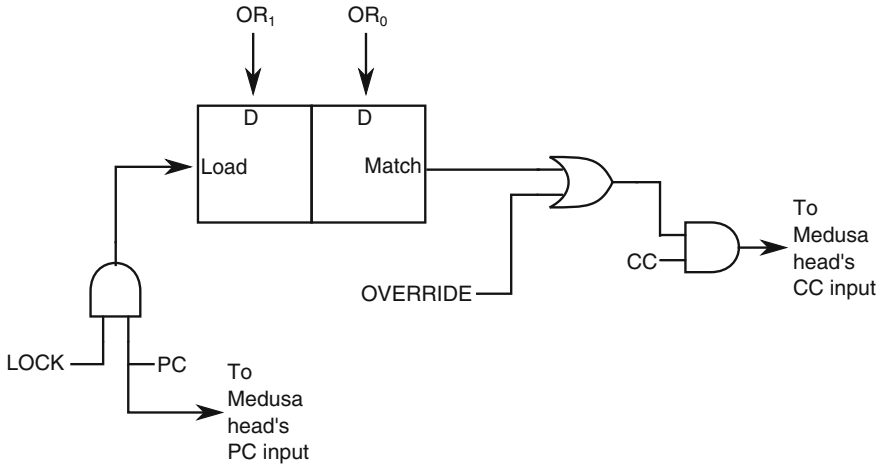 OR₁ OR₀
D D
Load Match
To
Medusa
head's
CC input
CC
OVERRIDE
LOCK PC
To
Medusa
head's
PC input